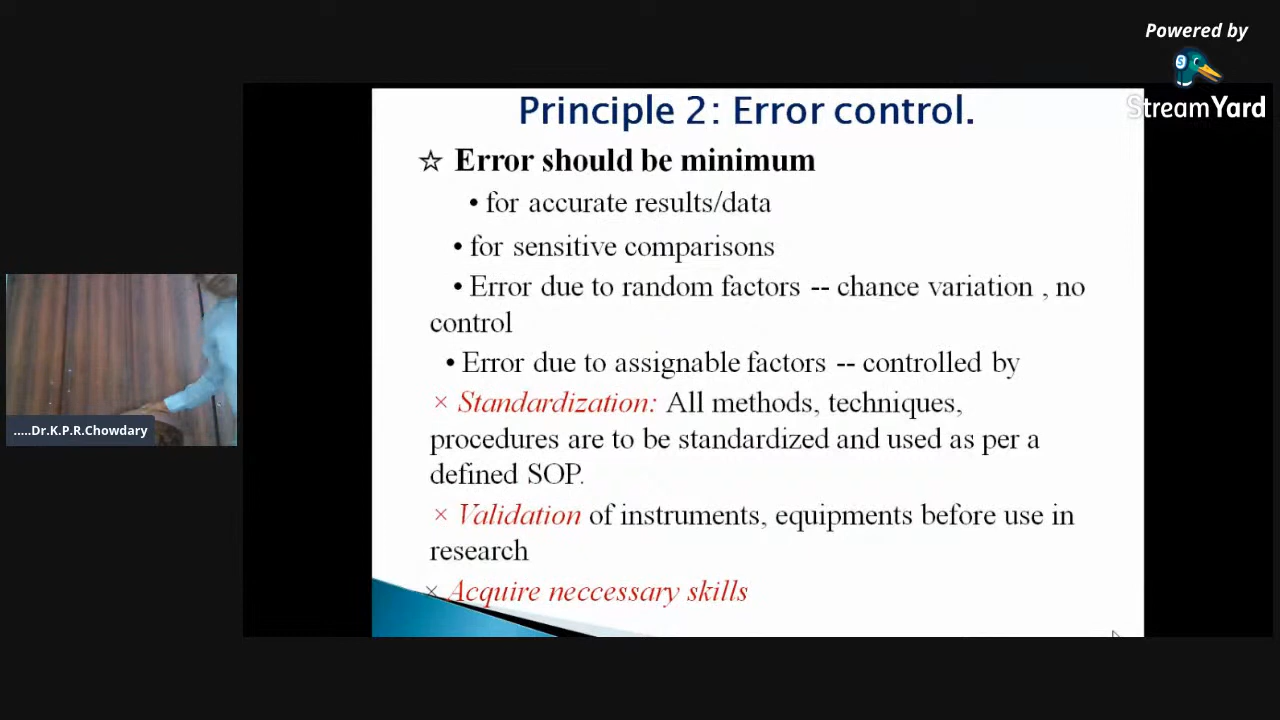 Powered by
StreamYard
Principle 2: Error control.
☆ Error should be minimum
• for accurate results/data
• for sensitive comparisons
• Error due to random factors -- chance variation , no
control
• Error due to assignable factors -- controlled by
× Standardization: All methods, techniques,
procedures are to be standardized and used as per a
defined SOP.
× Validation of instruments, equipments before use in
research
× Acquire neccessary skills
.....Dr.K.P.R.Chowdary